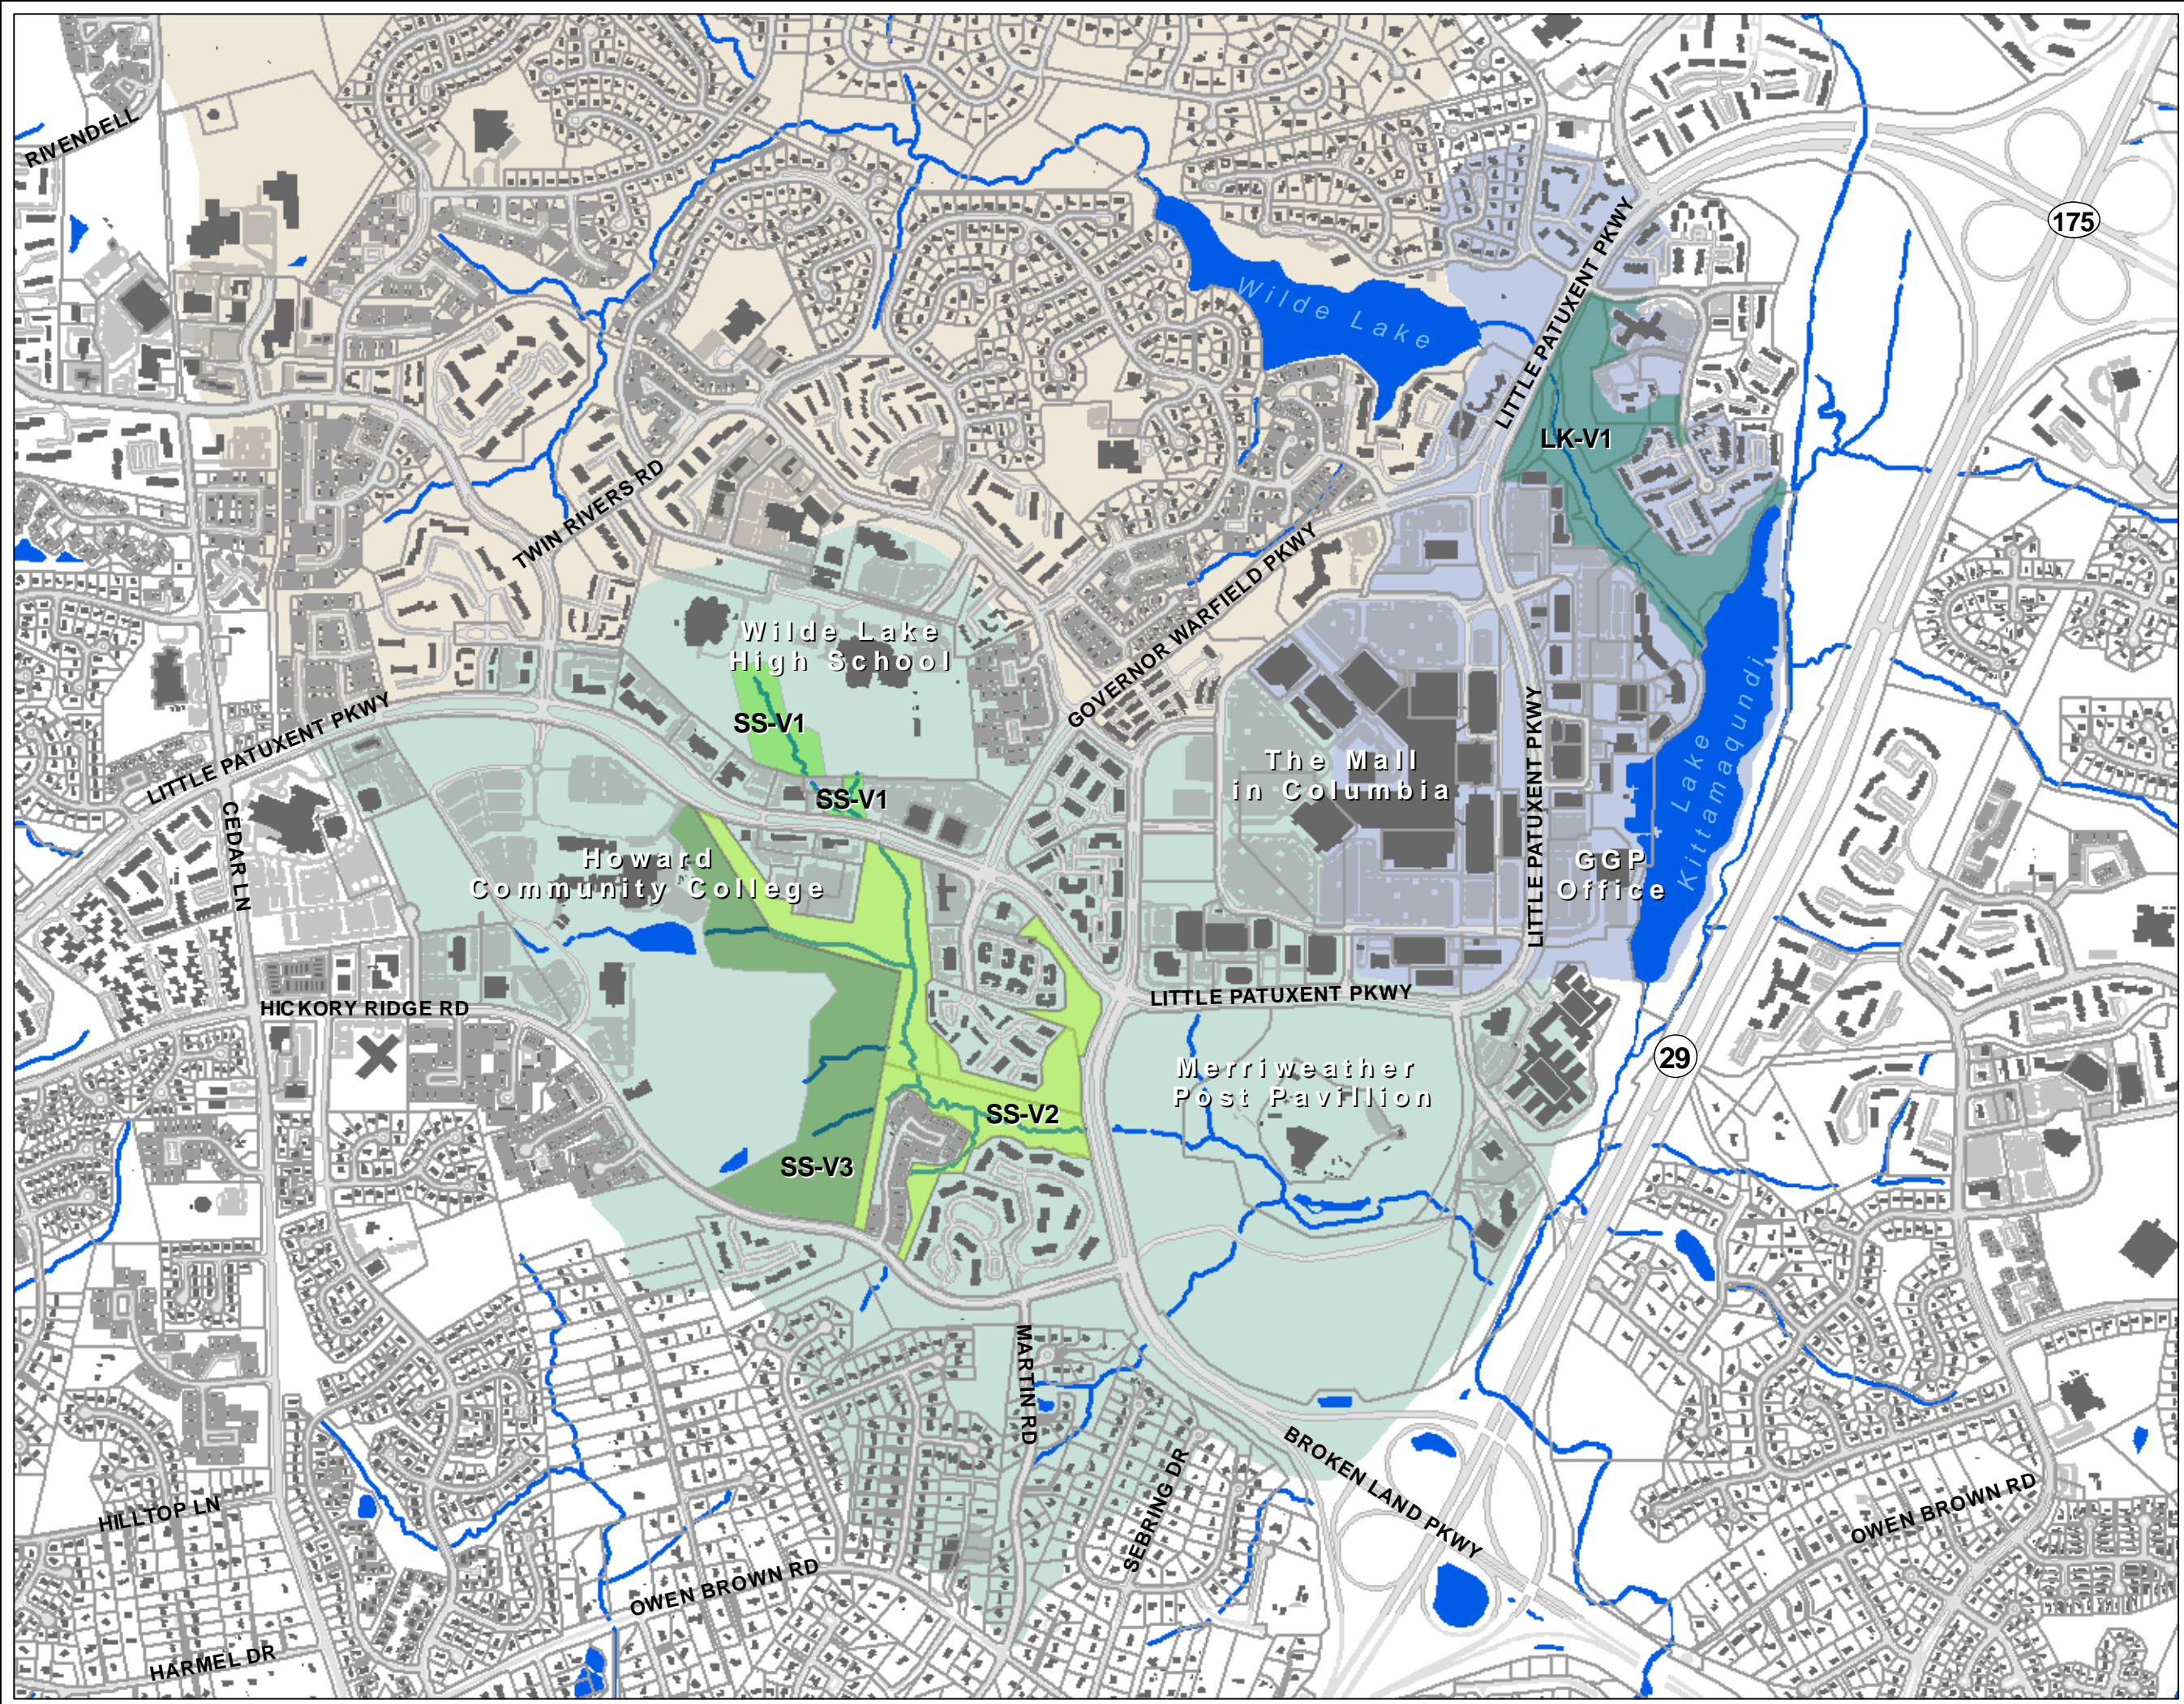 RIVENDELL
175
LITTLE PATUXENT PKWY
Wilde Lake
LK-V1
TWIN RIVERS RD
GOVERNOR WARFIELD PKWY
Wilde Lake
High School
LITTLE PATUXENT PKWY
SS-V1
SS-V1
CEDAR LN
The Mall
in Columbia
LITTLE PATUXENT PKWY
Lake
Kittamaqundi
GGP
Office
Howard
Community College
HICKORY RIDGE RD
LITTLE PATUXENT PKWY
29
Merriweather
Post Pavillion
SS-V2
SS-V3
MARTIN RD
BROKEN LAND PKWY
SEBRING DR
HILLTOP LN
OWEN BROWN RD
OWEN BROWN RD
HARMEL DR